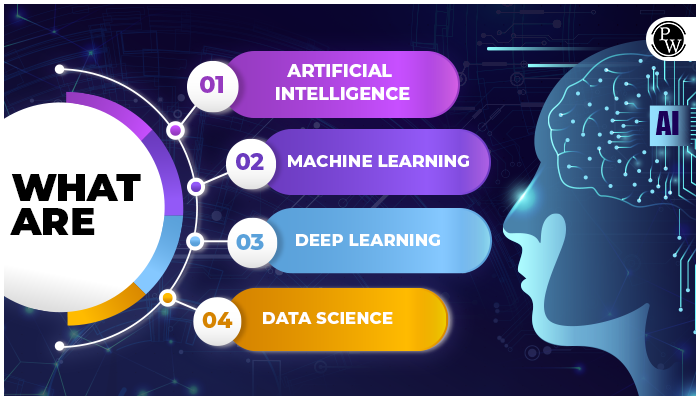 WHAT
ARE
01
ARTIFICIAL
INTELLIGENCE
02
MACHINE LEARNING
03
DEEP LEARNING
04
DATA SCIENCE
AI
PW